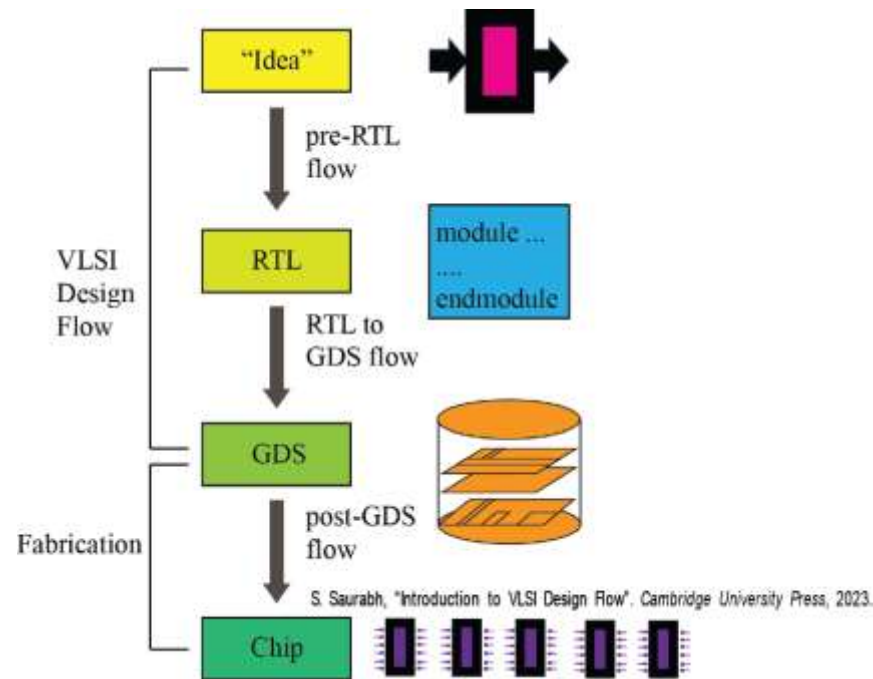 “Idea”
pre-RTL
flow
RTL
module ...
....
endmodule
VLSI
Design
Flow
RTL to
GDS flow
GDS
post-GDS
flow
Fabrication
S. Saurabh, "Introduction to VLSI Design Flow". Cambridge University Press, 2023.
Chip